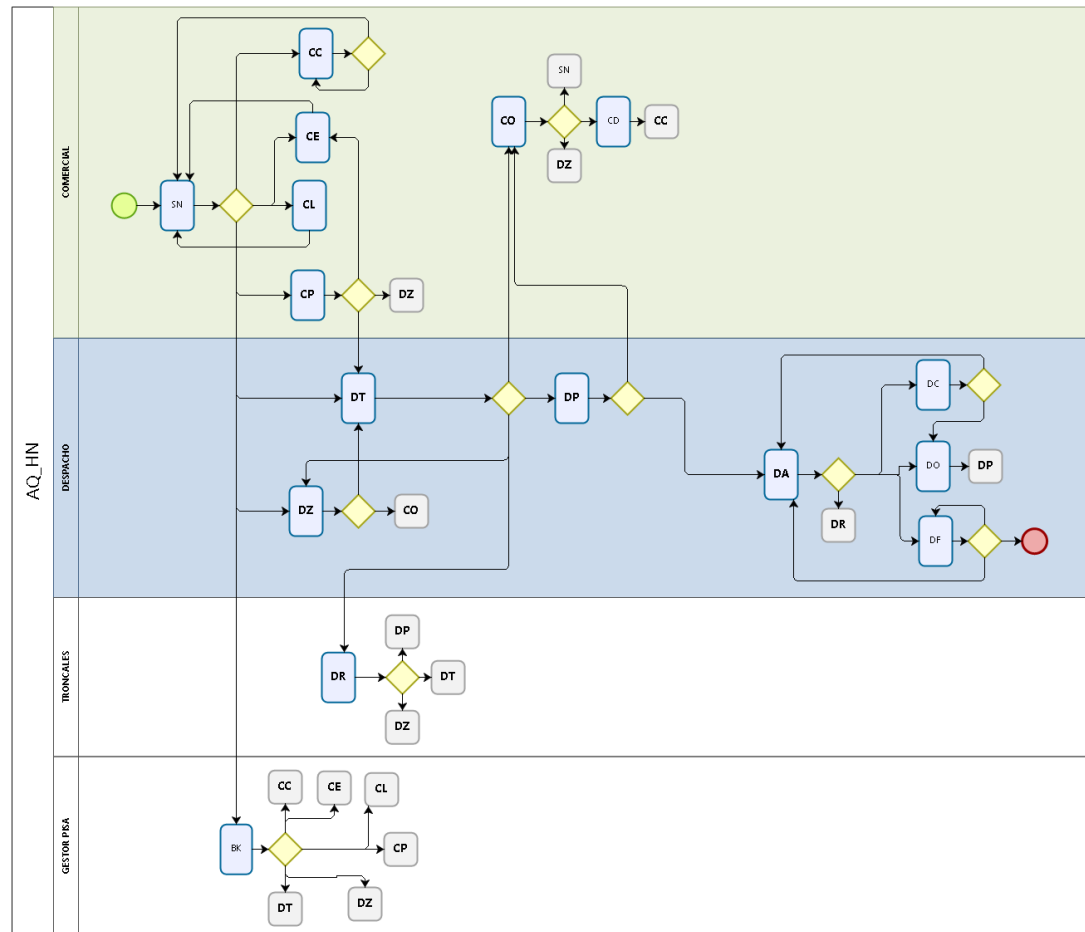 AQ_HN
COMERCIAL
CC
CE
SN
CL
CP
DZ
SN
CO
CD
CC
DZ
DESPACHO
DT
DP
DZ
CO
DA
DR
DC
DO
DP
DF
TRONCALES
DR
DP
DT
DZ
GESTOR PISA
BK
CC
CE
CL
CP
DT
DZ